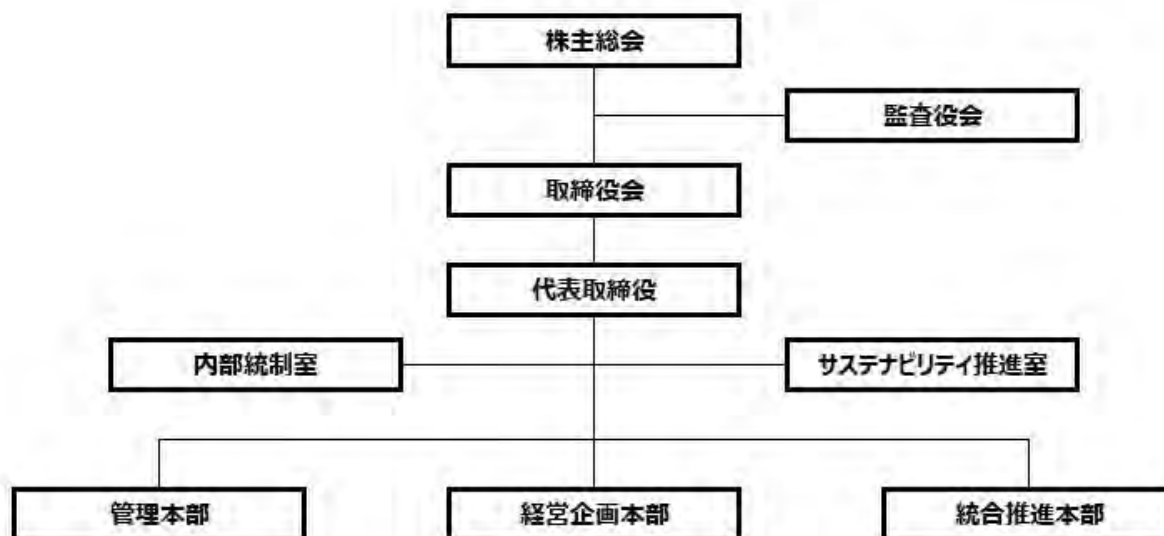 株主総会
監査役会
取締役会
代表取締役
内部統制室
サステナビリティ推進室
管理本部
経営企画本部
統合推進本部